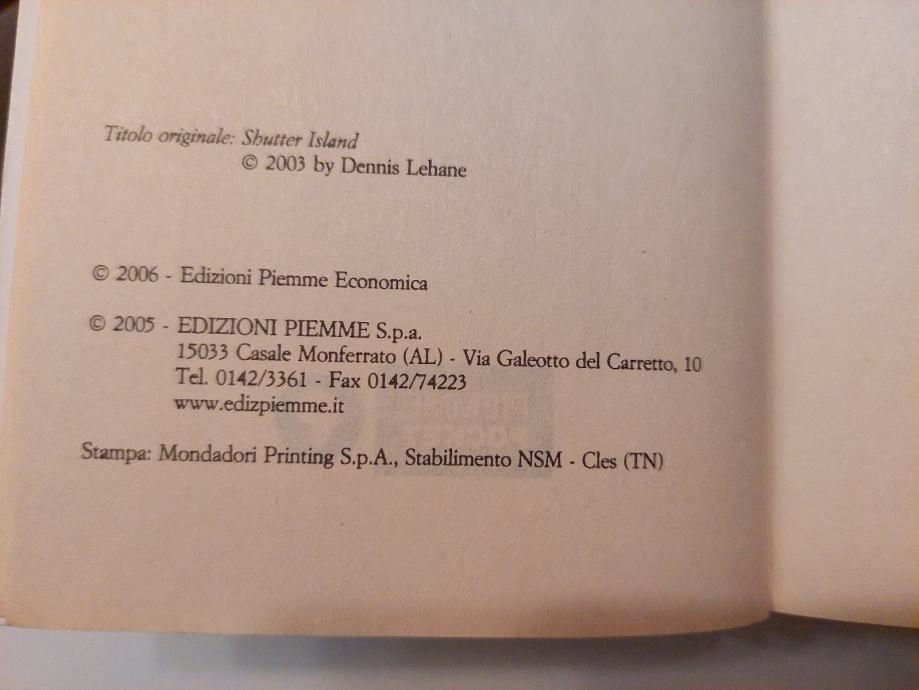 Titolo originale: Shutter Island
© 2003 by Dennis Lehane
© 2006 - Edizioni Piemme Economica
© 2005 - EDIZIONI PIEMME S.p.a.
15033 Casale Monferrato (AL) - Via Galeotto del Carretto, 10
Tel. 0142/3361 - Fax 0142/74223
www.edizpiemme.it
Stampa: Mondadori Printing S.p.A., Stabilimento NSM - Cles (TN)